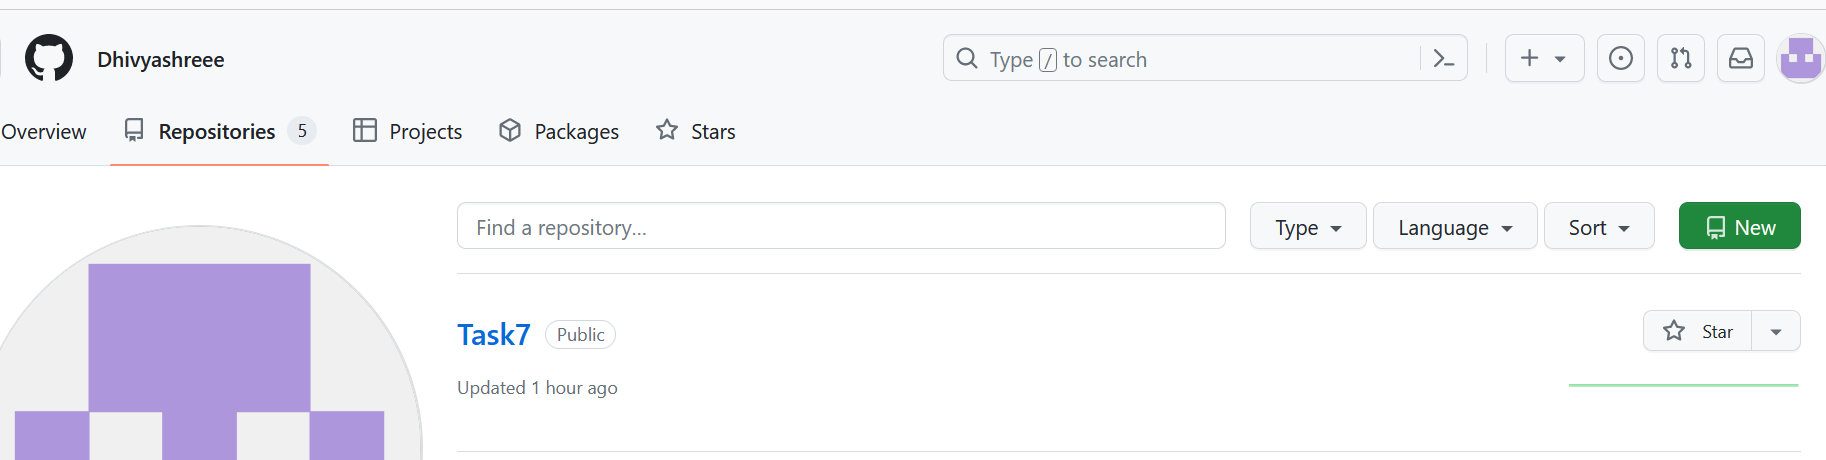 Dhivyashreee
Type / to search
Overview
Repositories 5
Projects
Packages
Stars
Find a repository...
Type
Language
Sort
New
Task7 Public
Star
Updated 1 hour ago